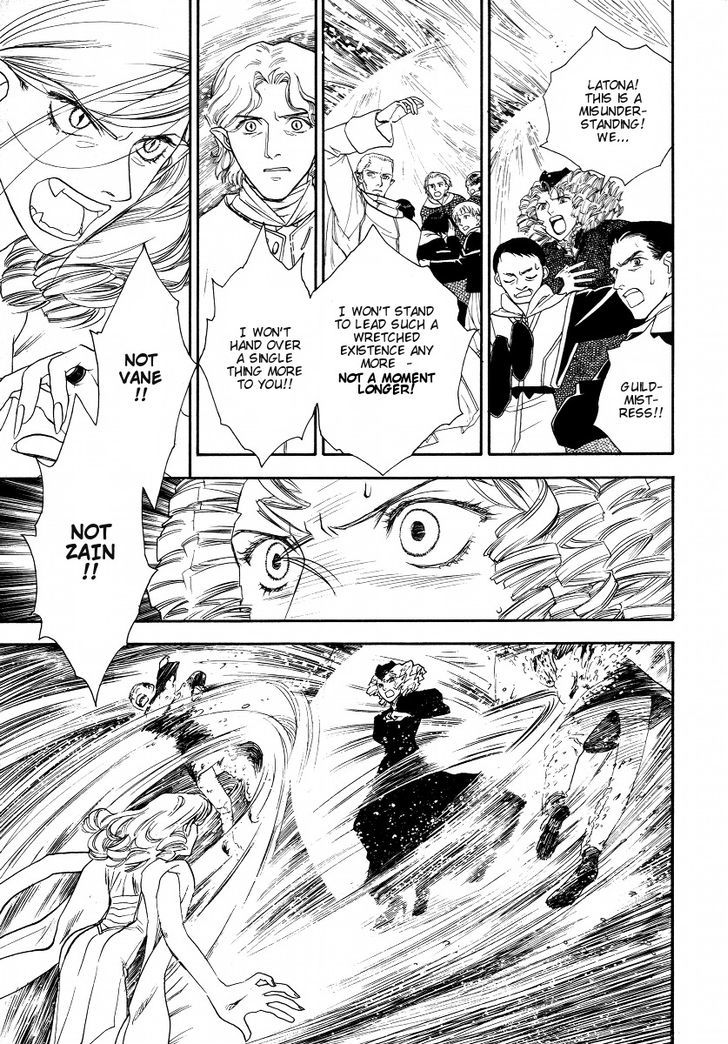 LATONA!
THIS IS A
MISUNDER-
STANDING!
WE...
GUILD-
MIST-
RESS!!
I WON'T STAND
TO LEAD SUCH A
WRETCHED
EXISTENCE ANY
MORE -
NOT A MOMENT
LONGER!
I WON'T
HAND OVER
A SINGLE
THING MORE
TO YOU!!
NOT
VANE
!!
NOT
ZAIN
!!